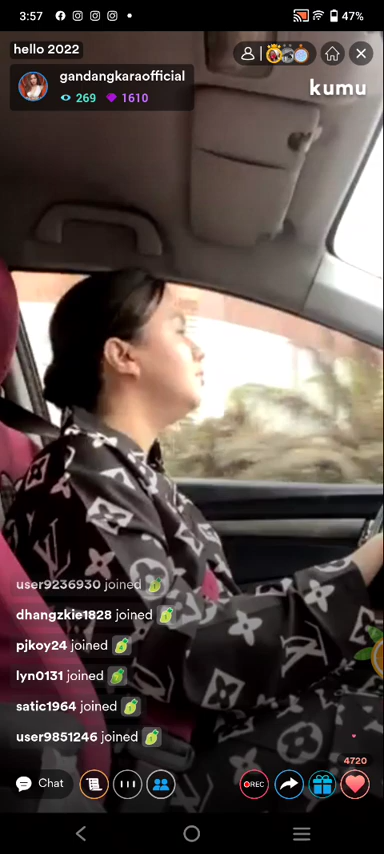 3:57
47%
hello 2022
gandangkaraofficial
269 1610
kumu
user9236930 joined
dhangzkie1828 joined
pjkoy24 joined
lyn0131 joined
satic1964 joined
user9851246 joined
4720
Chat
REC